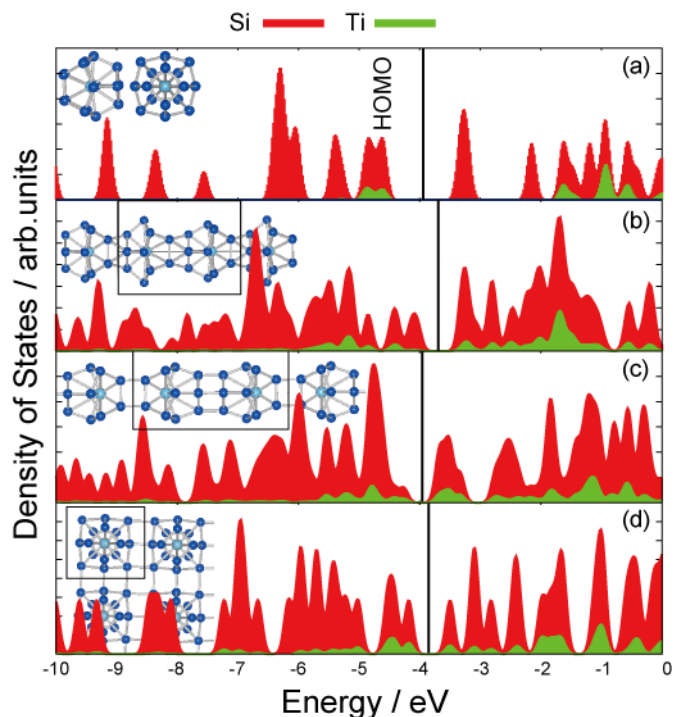 Si Ti
Density of States / arb.units
HOMO
(a)
(b)
(c)
(d)
-10 -9 -8 -7 -6 -5 -4 -3 -2 -1 0
Energy / eV